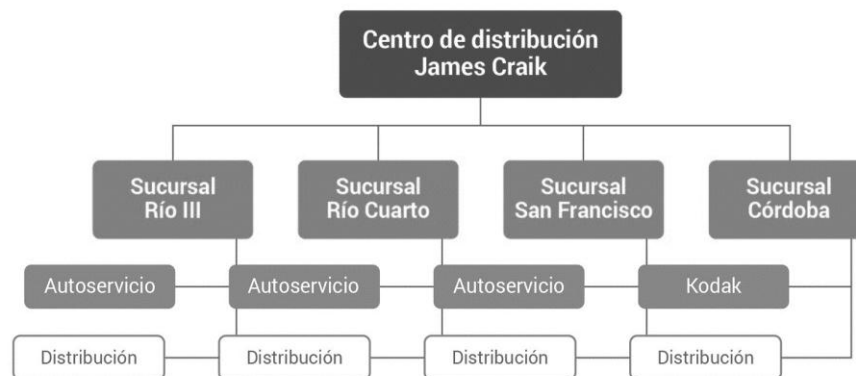 Centro de distribución
James Craik
Sucursal
Río III
Sucursal
Río Cuarto
Sucursal
San Francisco
Sucursal
Córdoba
Autoservicio
Autoservicio
Autoservicio
Kodak
Distribución
Distribución
Distribución
Distribución